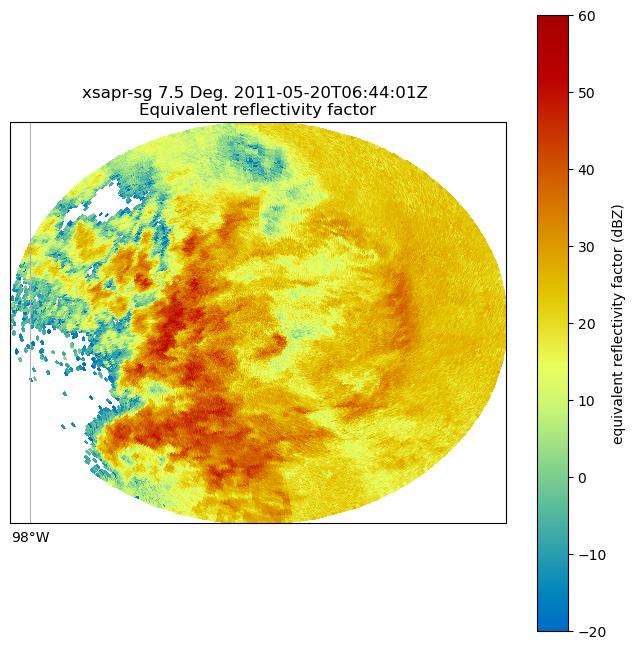 xsapr-sg 7.5 Deg. 2011-05-20T06:44:01Z
Equivalent reflectivity factor
98°W
60
50
40
30
20
10
0
−10
−20
equivalent reflectivity factor (dBZ)